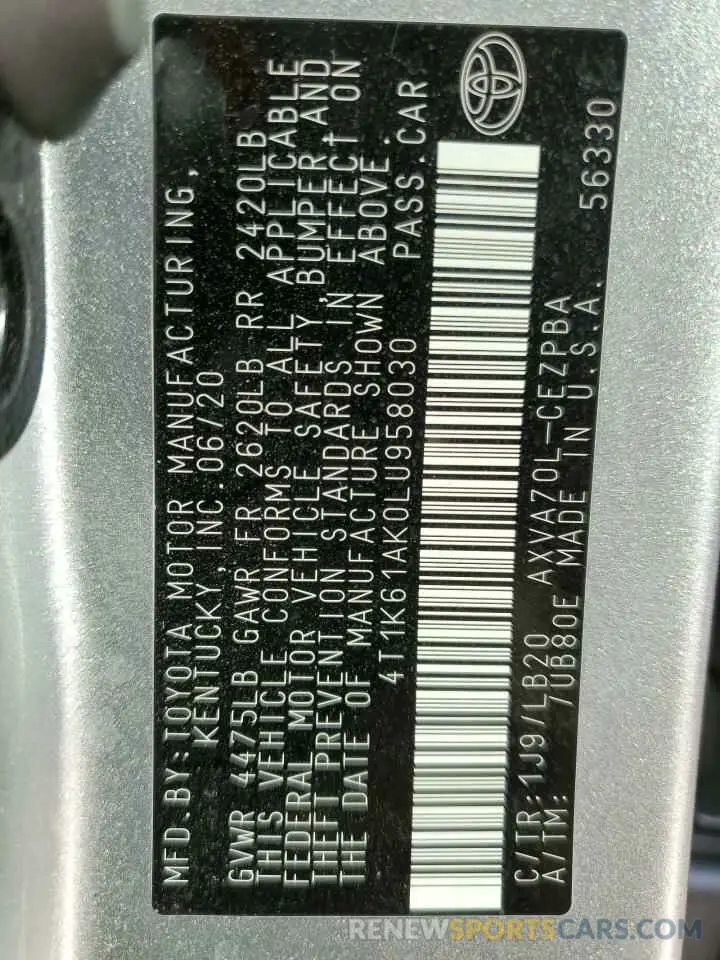 MFD.BY:TOYOTA MOTOR MANUFACTURING,
KENTUCKY,INC.06/20
GVWR 4475LB GAWR FR 2620LB RR 2420LB
THIS VEHICLE CONFORMS TO ALL APPLICABLE
FEDERAL MOTOR VEHICLE SAFETY,BUMPER,AND
THEFT PREVENTION STANDARDS IN EFFECT ON
THE DATE OF MANUFACTURE SHOWN ABOVE.
4T1K61AK0LU958030 PASS.CAR
C/TR:1J9/LB20 AXVA70L-CEZPBA
A/TM: /UB80E MADE IN U.S.A. 56330
RENEWSPORTSCARS.COM